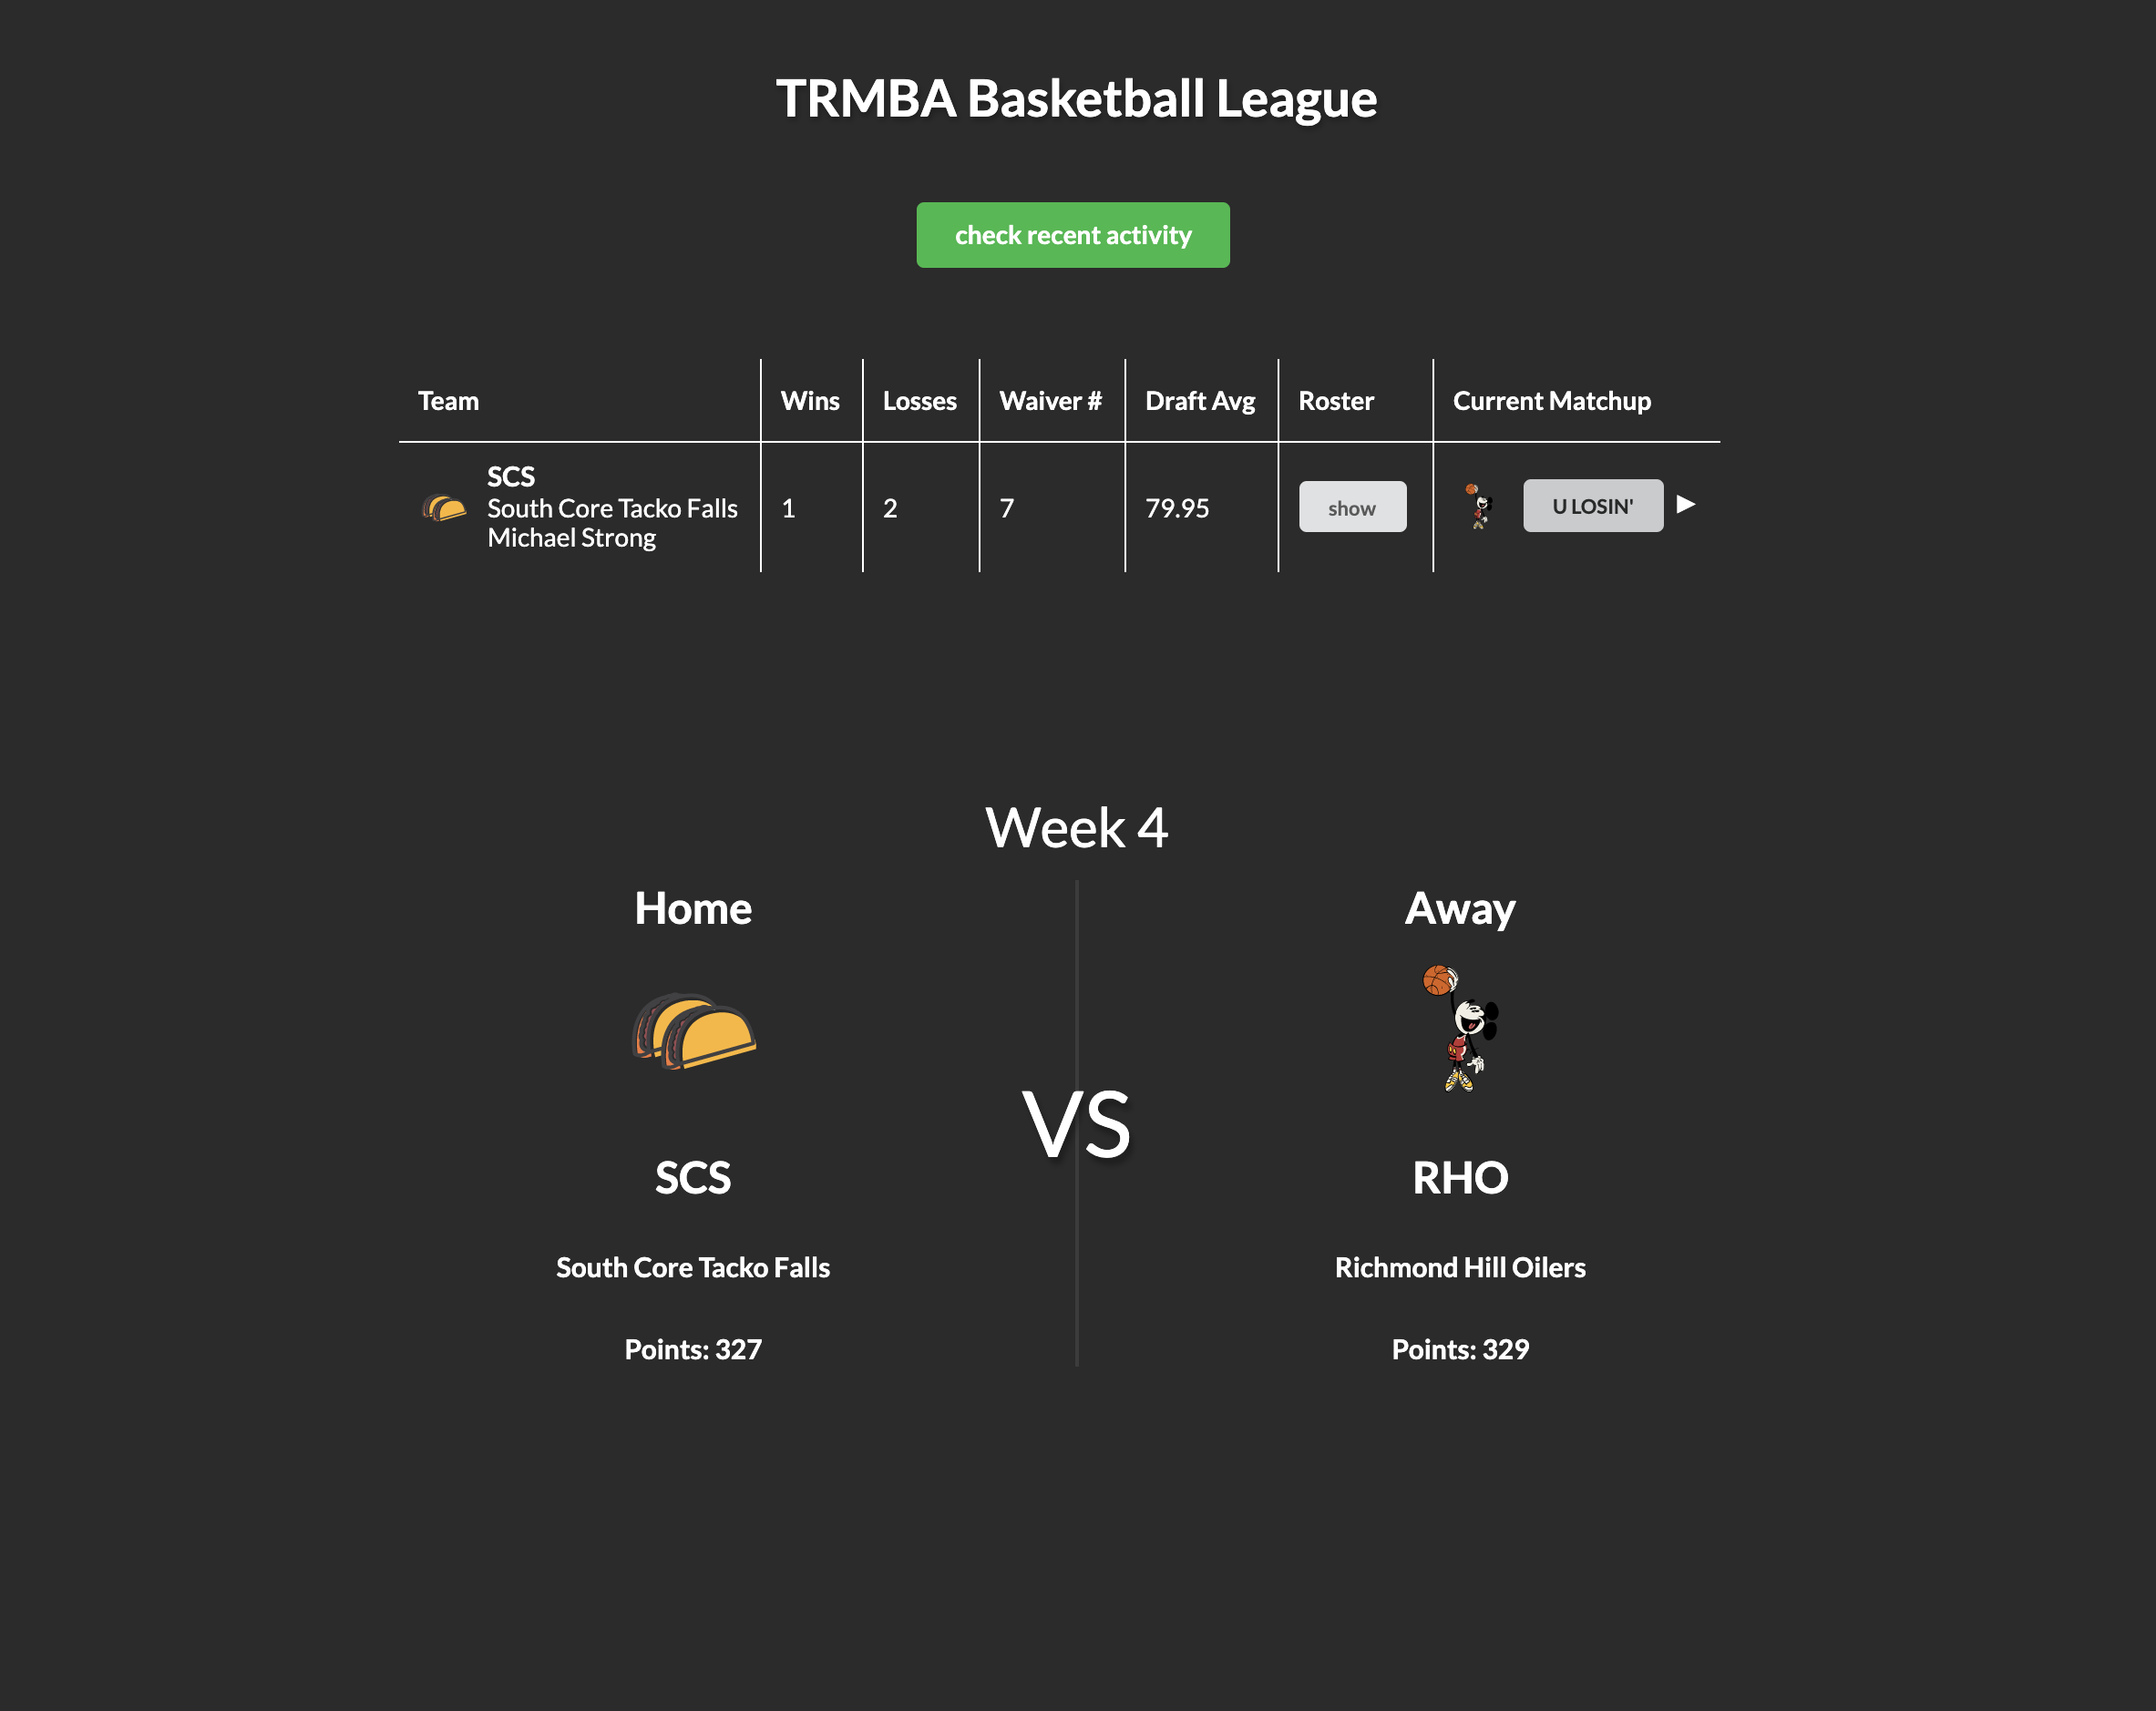 TRMBA Basketball League
check recent activity
Team Wins Losses Waiver # Draft Avg Roster Current Matchup
SCS
South Core Tacko Falls
Michael Strong
1 2 7 79.95 show U LOSIN'
Week 4
Home Away
VS
SCS RHO
South Core Tacko Falls Richmond Hill Oilers
Points: 327 Points: 329